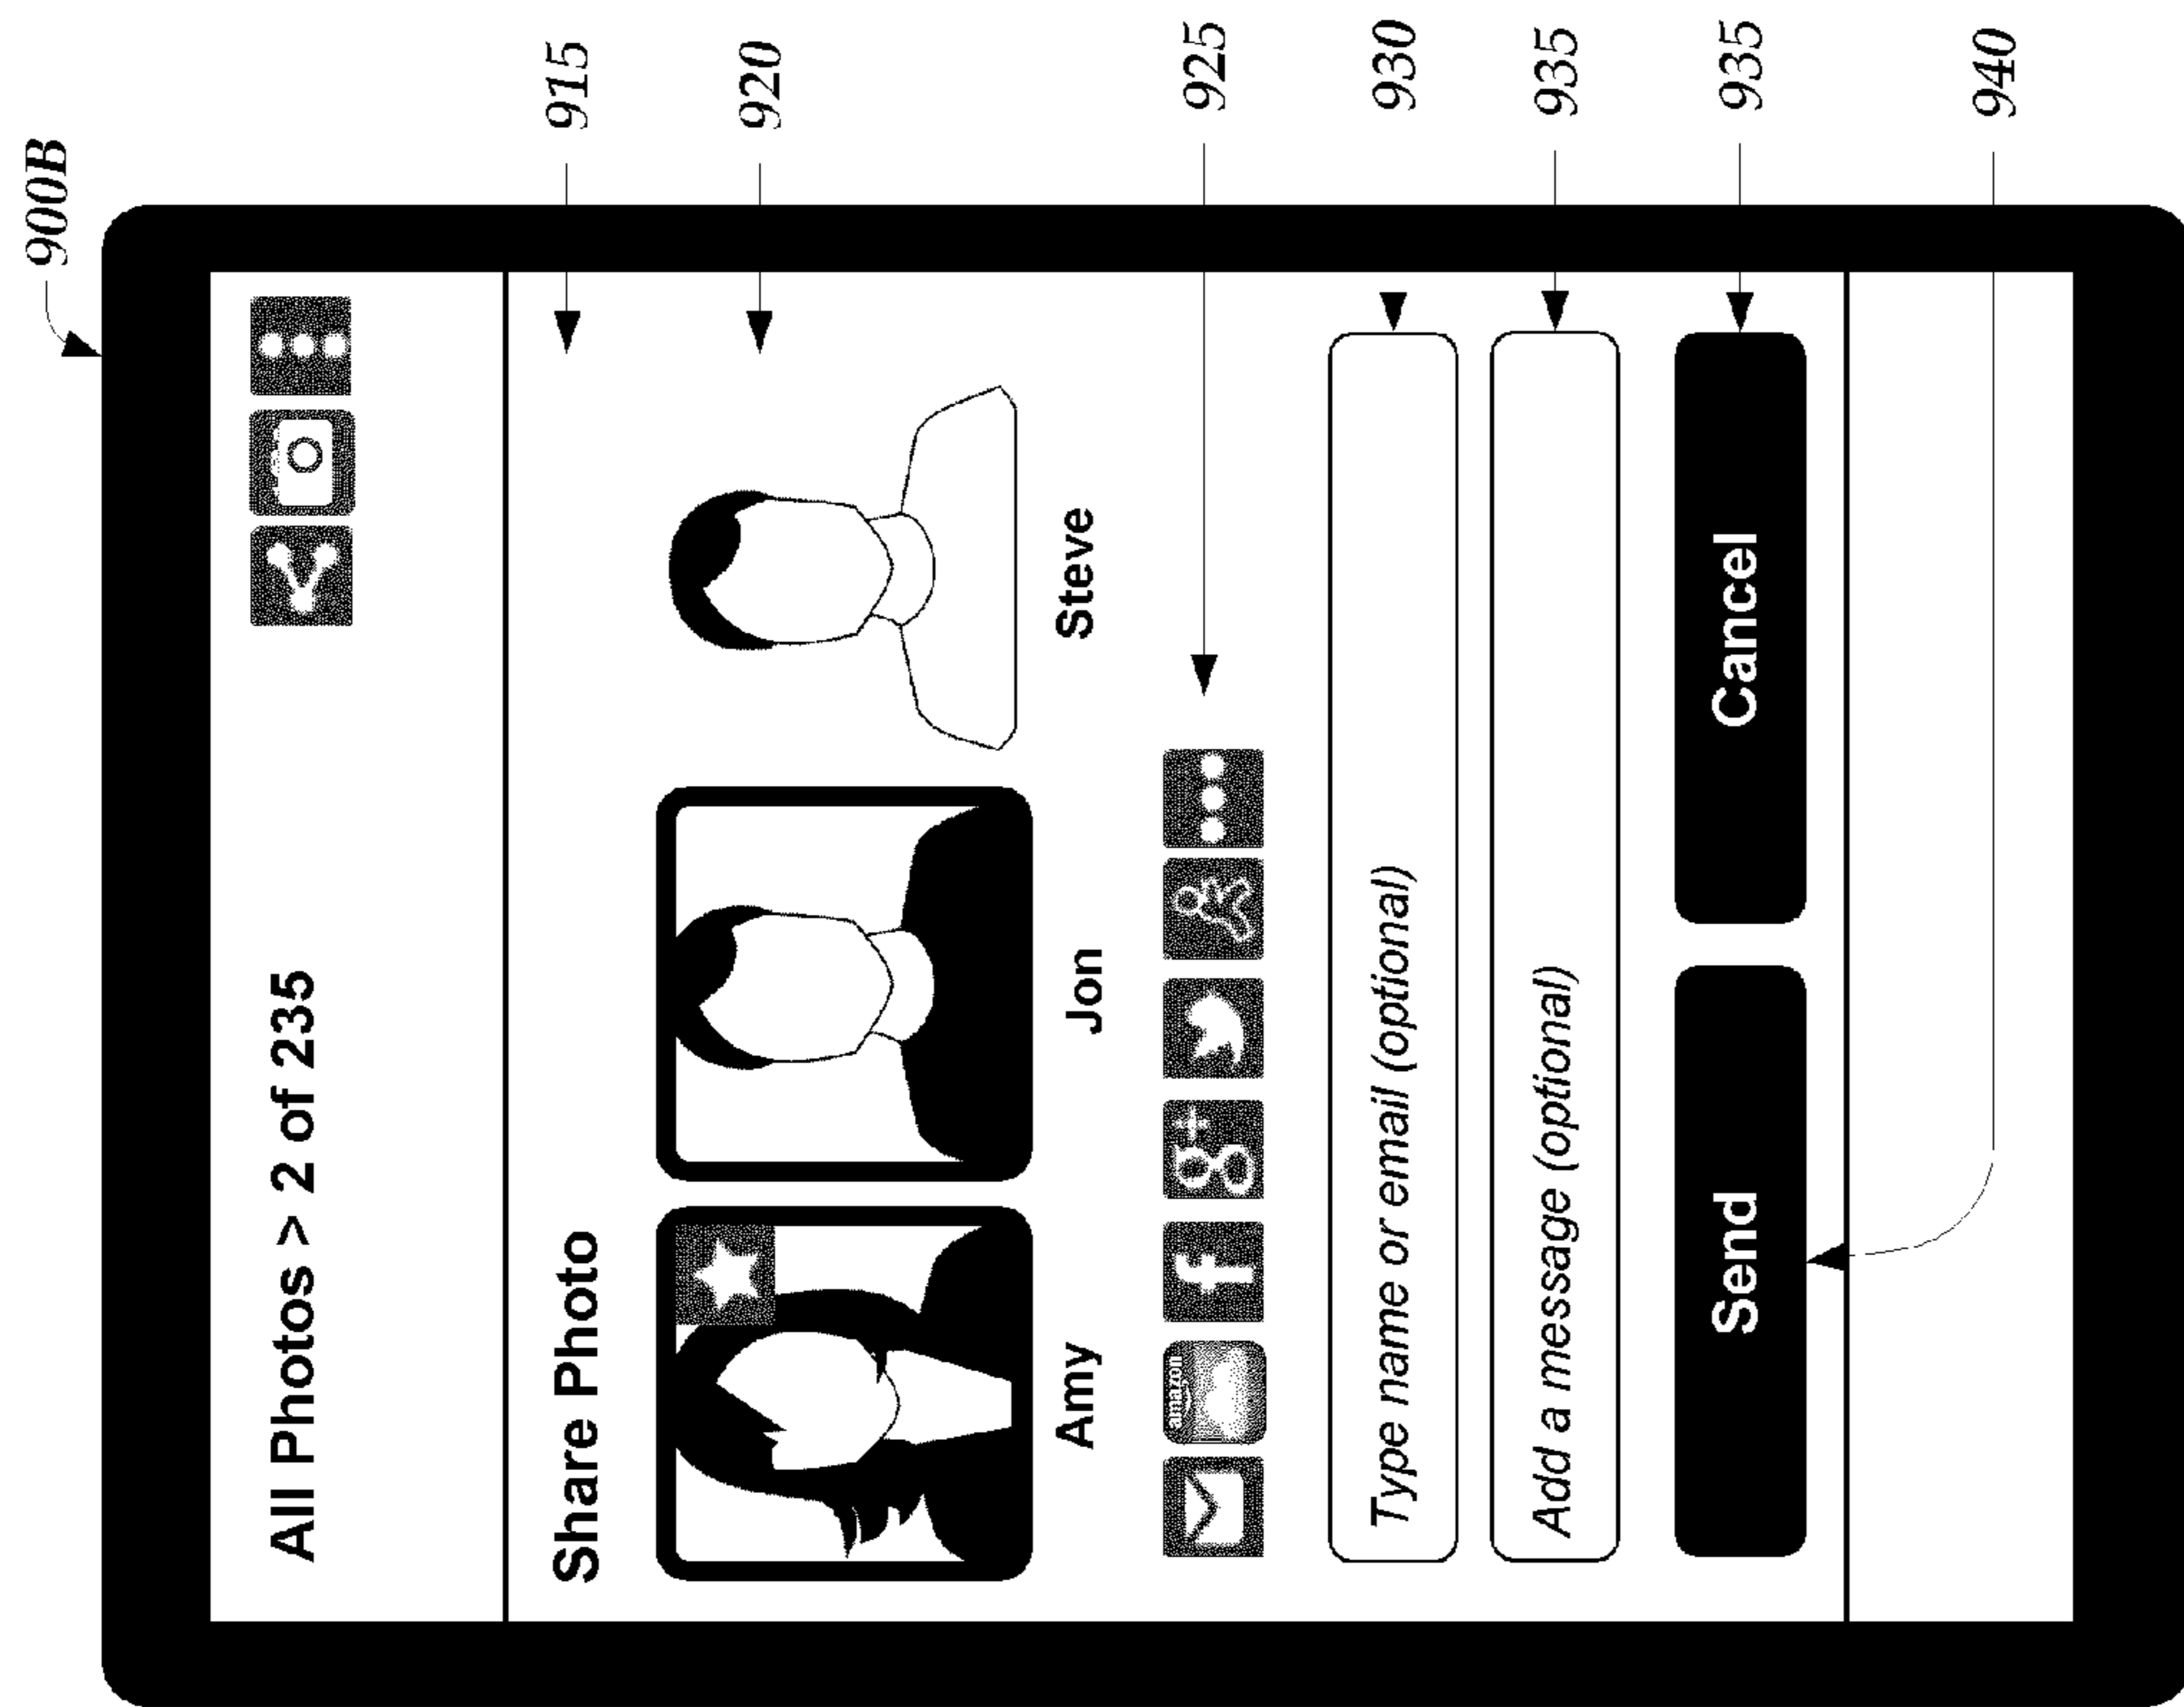 900B
All Photos > 2 of 235
Share Photo
915
920
Amy
Jon
Steve
amazon
f
g+
925
Type name or email (optional)
930
Add a message (optional)
935
Send
Cancel
935
940